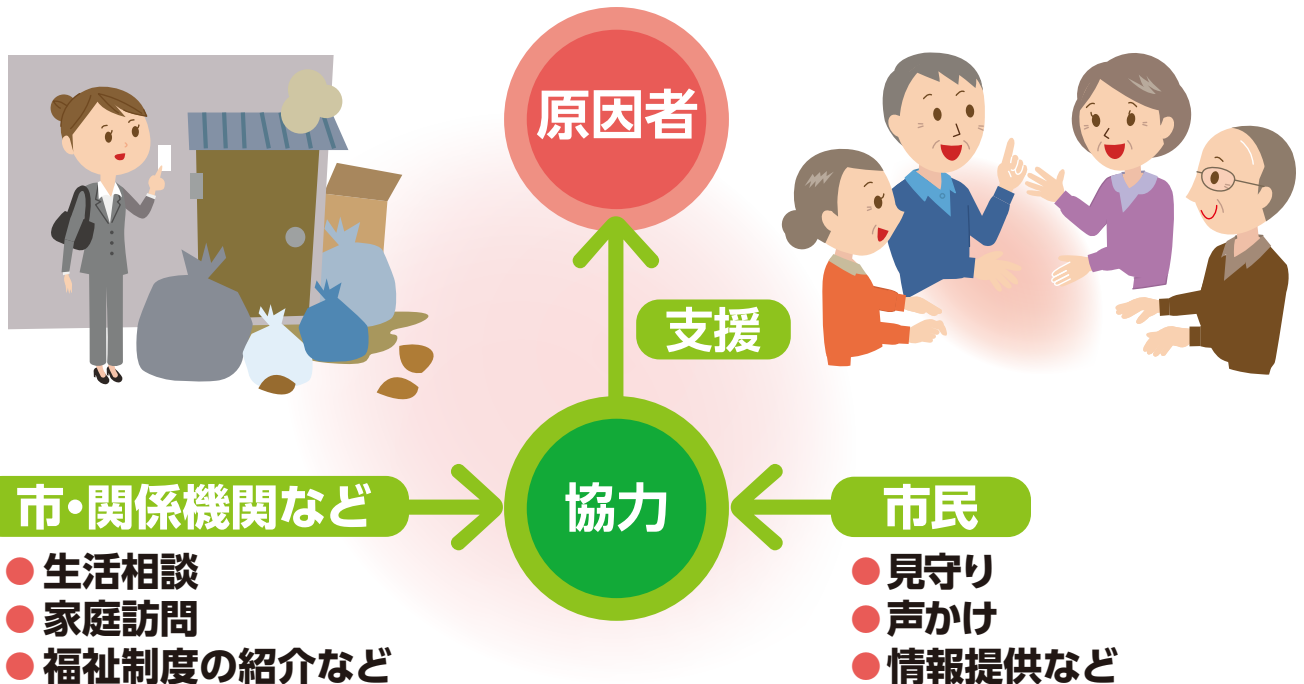 原因者
支援
協力
市・関係機関など
● 生活相談
● 家庭訪問
● 福祉制度の紹介など
市民
● 見守り
● 声かけ
● 情報提供など